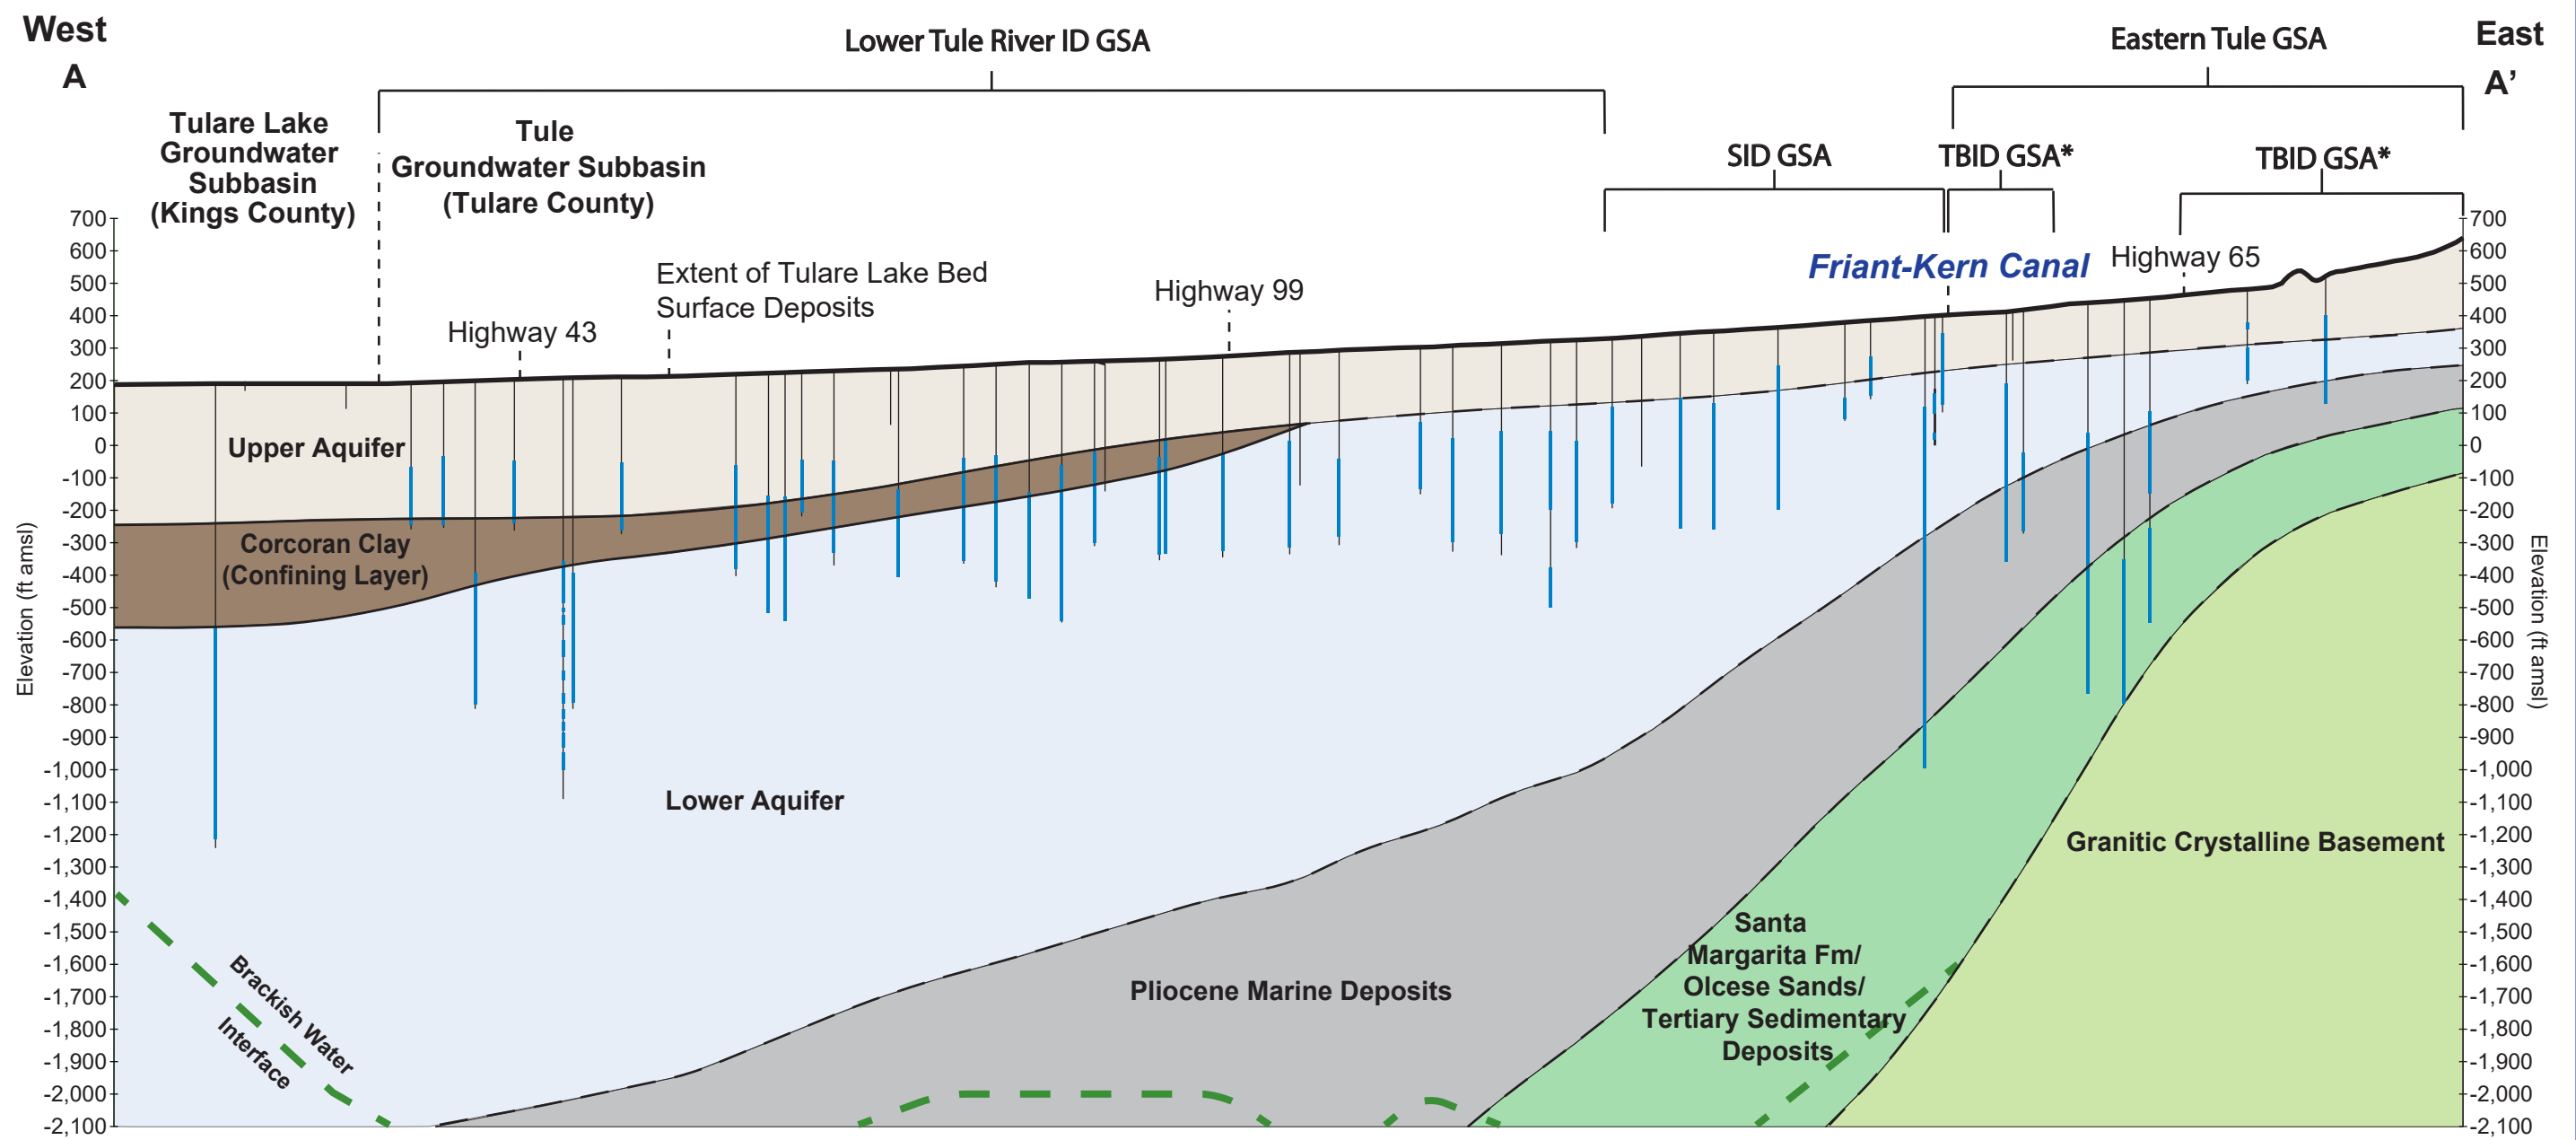 West
A
Lower Tule River ID GSA
Eastern Tule GSA
East
A’
Tulare Lake
Groundwater
Subbasin
(Kings County)
Tule
Groundwater Subbasin
(Tulare County)
SID GSA
TBID GSA*
TBID GSA*
Extent of Tulare Lake Bed
Surface Deposits
Highway 43
Highway 99
Friant-Kern Canal
Highway 65
700
600
500
400
300
200
100
0
-100
-200
-300
-400
-500
-600
-700
-800
-900
-1,000
-1,100
-1,200
-1,300
-1,400
-1,500
-1,600
-1,700
-1,800
-1,900
-2,000
-2,100
Elevation (ft amsl)
Upper Aquifer
Corcoran Clay
(Confining Layer)
Lower Aquifer
Brackish Water
Interface
Pliocene Marine Deposits
Santa
Margarita Fm/
Olcese Sands/
Tertiary Sedimentary
Deposits
Granitic Crystalline Basement
700
600
500
400
300
200
100
0
-100
-200
-300
-400
-500
-600
-700
-800
-900
-1,000
-1,100
-1,200
-1,300
-1,400
-1,500
-1,600
-1,700
-1,800
-1,900
-2,000
-2,100
Elevation (ft amsl)